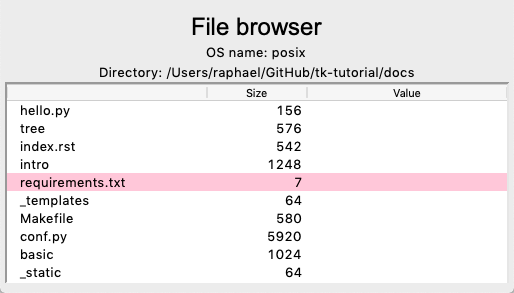 File browser
OS name: posix
Directory: /Users/raphael/GitHub/tk-tutorial/docs
Size Value
hello.py 156
tree 576
index.rst 542
intro 1248
requirements.txt 7
_templates 64
Makefile 580
conf.py 5920
basic 1024
_static 64